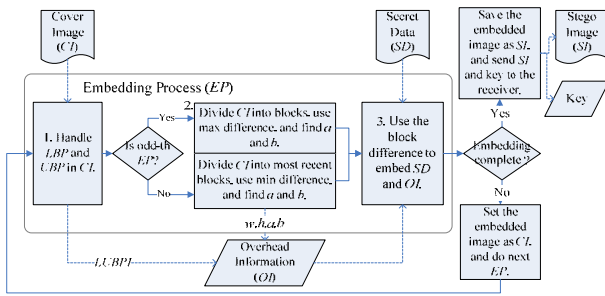 Cover
Image
(CI)
Secret
Data
(SD)
Save the
embedded
image as SI,
and send SI
and key to the
receiver.
Stego
Image
(SI)
Key
Embedding Process (EP)
1. Handle
LBP and
UBP in CI.
Is odd-th
EP?
Yes
No
2.
Divide CI into blocks, use
max difference, and find a
and b.
Divide CI into most recent
blocks, use min difference,
and find a and b.
3. Use the
block
difference to
embed SD
and OI.
Yes
Embedding
complete ?
No
Set the
embedded
image as CI,
and do next
EP.
w,h,a,b
LUBPI
Overhead
Information
(OI)